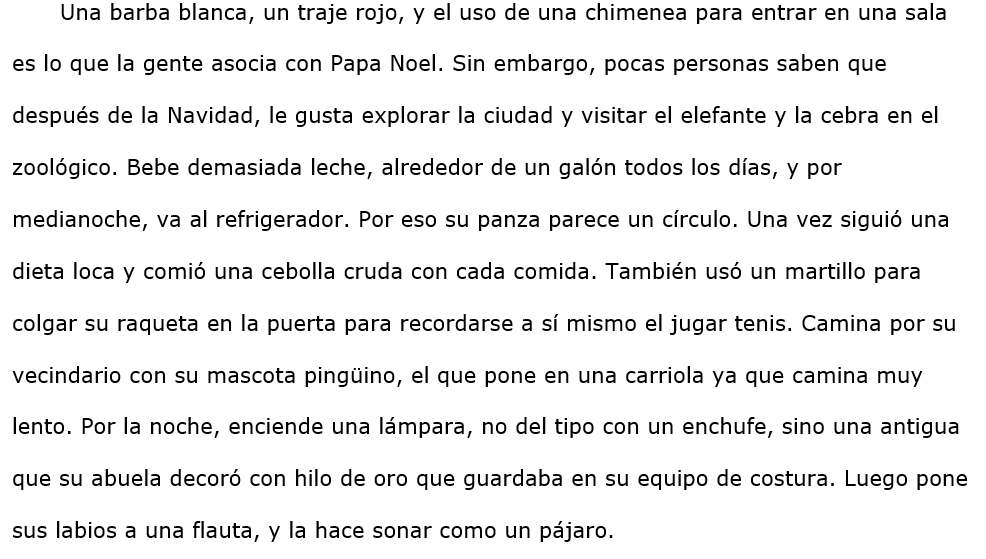 Una barba blanca, un traje rojo, y el uso de una chimenea para entrar en una sala
es lo que la gente asocia con Papa Noel. Sin embargo, pocas personas saben que
después de la Navidad, le gusta explorar la ciudad y visitar el elefante y la cebra en el
zoológico. Bebe demasiada leche, alrededor de un galón todos los días, y por
medianoche, va al refrigerador. Por eso su panza parece un círculo. Una vez siguió una
dieta loca y comió una cebolla cruda con cada comida. También usó un martillo para
colgar su raqueta en la puerta para recordarse a sí mismo el jugar tenis. Camina por su
vecindario con su mascota pingüino, el que pone en una carriola ya que camina muy
lento. Por la noche, enciende una lámpara, no del tipo con un enchufe, sino una antigua
que su abuela decoró con hilo de oro que guardaba en su equipo de costura. Luego pone
sus labios a una flauta, y la hace sonar como un pájaro.